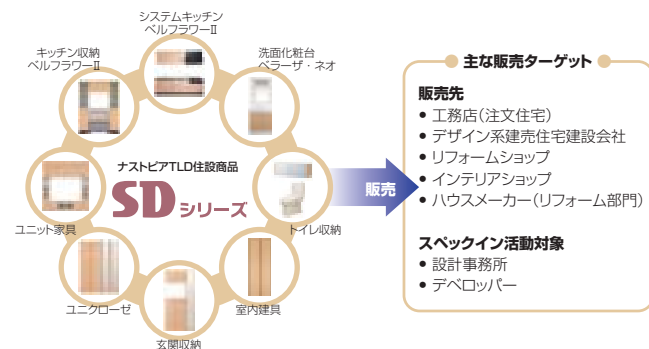 システムキッチン
ベルフラワーII
キッチン収納
ベルフラワーII
洗面化粧台
ベラーザ・ネオ
ナストピアTLD住設商品
SDシリーズ
ユニット家具
トイレ収納
ユニクローゼ
室内建具
玄関収納
販売
主な販売ターゲット
販売先
• 工務店(注文住宅)
• デザイン系建売住宅建設会社
• リフォームショップ
• インテリアショップ
• ハウスメーカー(リフォーム部門)
スペックイン活動対象
• 設計事務所
• デベロッパー